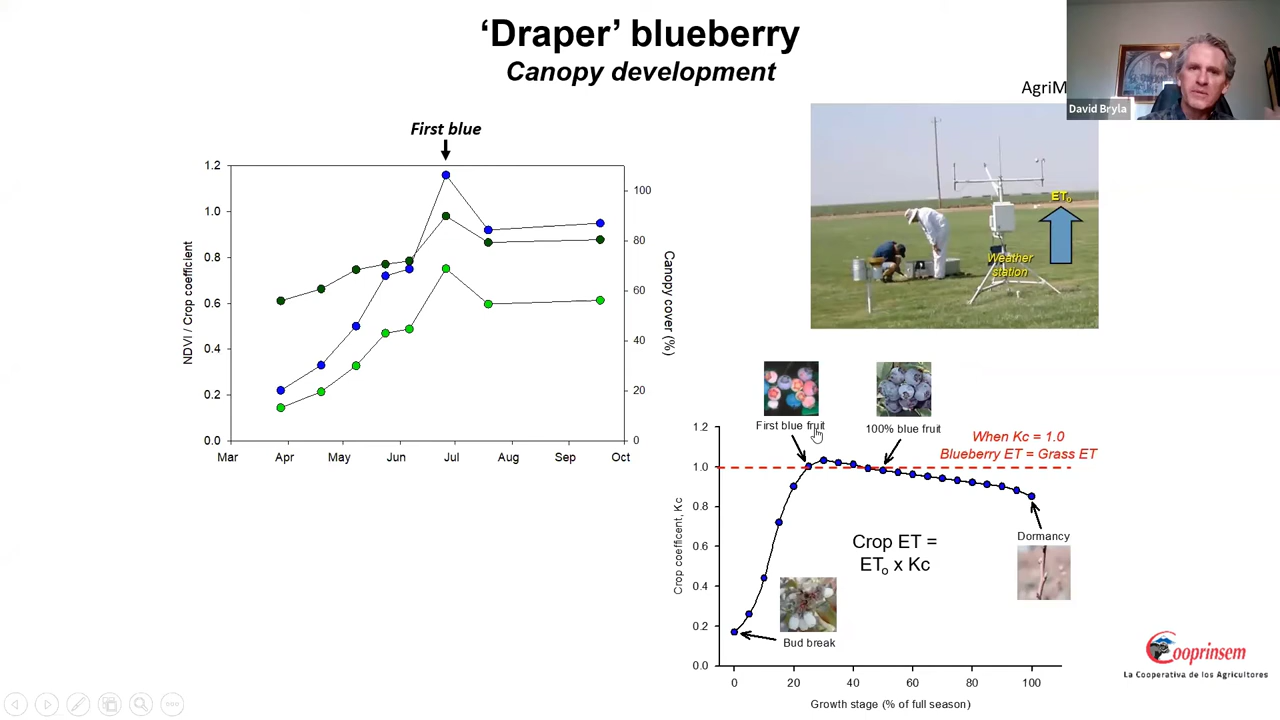 ‘Draper’ blueberry
Canopy development
AgriM
David Bryla
First blue
1.2
1.0
0.8
0.6
0.4
0.2
0.0
NDVI / Crop coefficient
100
80
60
40
20
0
Canopy cover (%)
Mar Apr May Jun Jul Aug Sep Oct
ETo
Weather
station
First blue fruit
100% blue fruit
When Kc = 1.0
Blueberry ET = Grass ET
1.2
1.0
0.8
0.6
0.4
0.2
0.0
Crop coefficent, Kc
Crop ET =
ETo x Kc
Dormancy
Bud break
0 20 40 60 80 100
Growth stage (% of full season)
Cooprinsem
La Cooperativa de los Agricultores